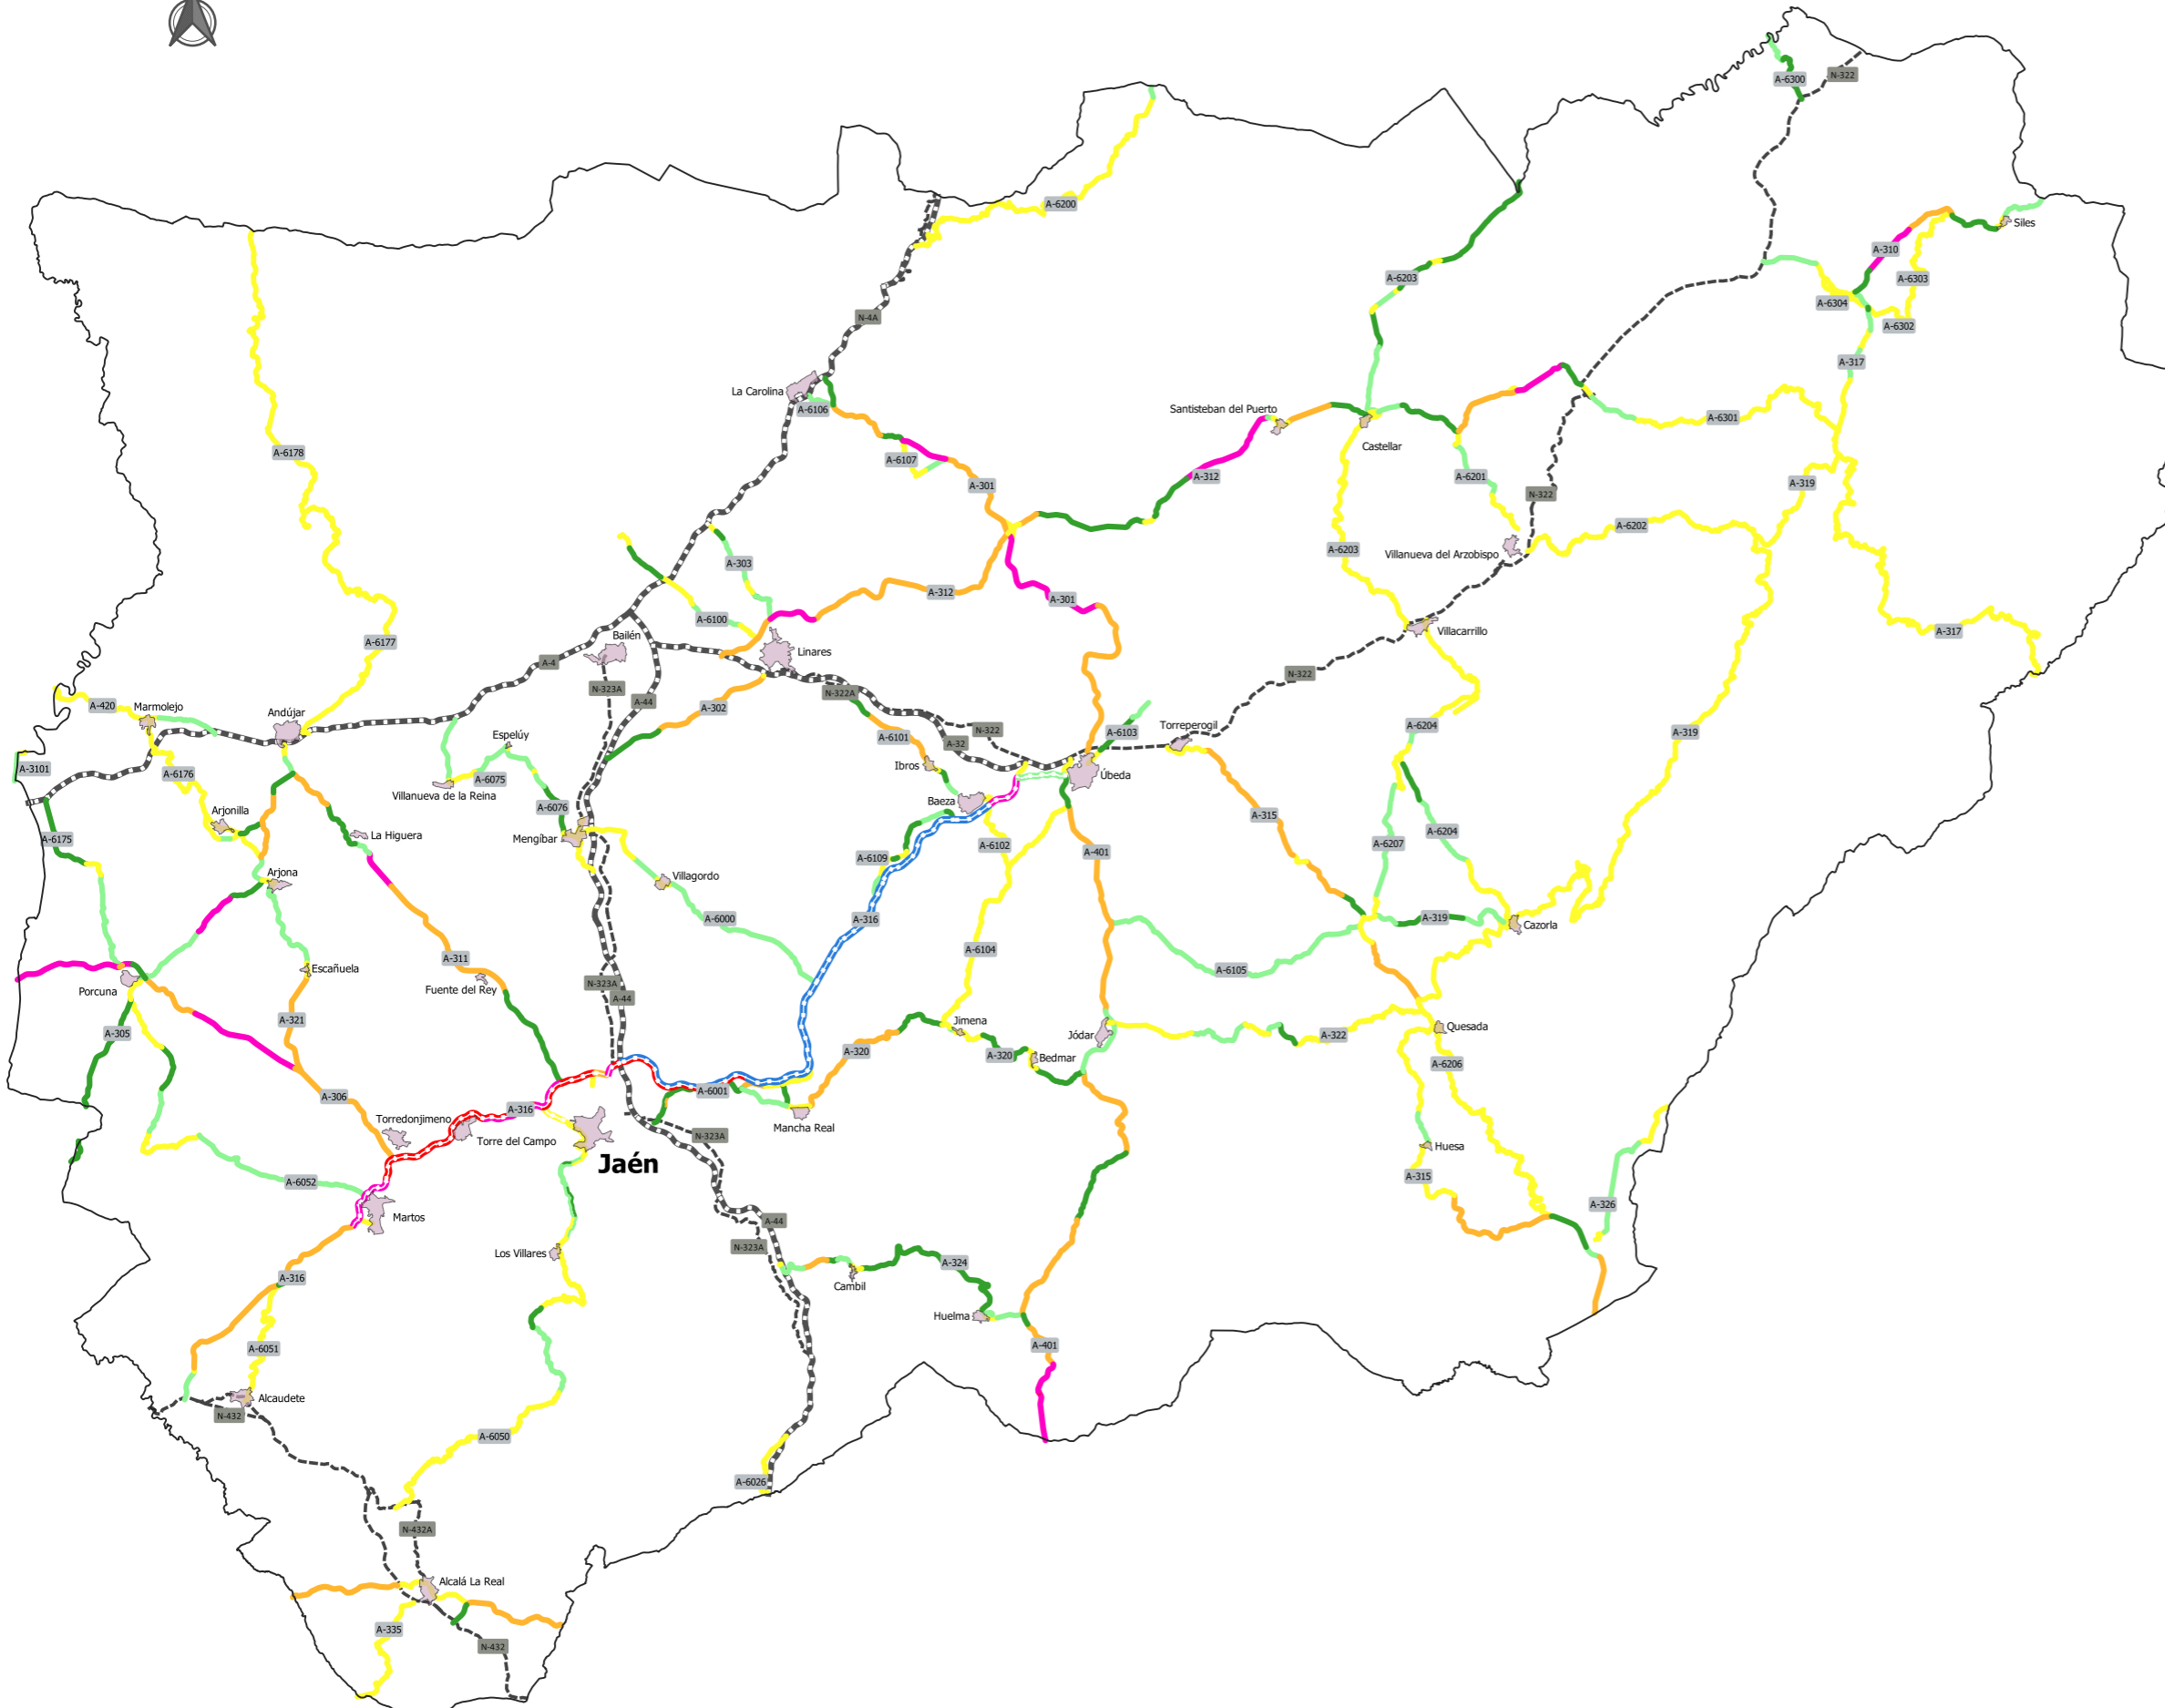 A-6300
N-322
A-6200
Siles
A-310
A-6203
A-6303
A-6304
N-4A
A-6302
A-317
La Carolina
A-6106
Santisteban del Puerto
A-6301
Castellar
A-6178
A-6107
A-6201
A-312
A-319
A-301
N-322
A-6202
A-6203
Villanueva del Arzobispo
A-303
A-312
A-301
A-6100
Villacarrillo
A-317
A-6177
Bailén
Linares
A-4
N-322
N-323A
N-322A
A-44
A-420
Marmolejo
A-302
Andújar
A-6204
Torreperogil
N-322
A-6103
A-319
Espelúy
A-6101
A-32
Ibros
A-3101
A-6176
A-6075
Úbeda
Villanueva de la Reina
Baeza
A-6076
A-315
Arjonilla
La Higuera
A-6204
A-6175
Mengíbar
A-6207
A-6102
A-401
A-6109
Arjona
Villagordo
A-6000
A-316
A-319
Cazorla
A-6104
A-311
Escañuela
A-6105
Porcuna
Fuente del Rey
N-323A
A-44
A-321
Jimena
Quesada
A-305
Jódar
A-322
A-320
A-320
Bedmar
A-6206
A-6001
A-306
A-316
Torredonjimeno
Mancha Real
N-323A
Torre del Campo
Huesa
Jaén
A-315
A-6052
A-326
Martos
A-44
N-323A
Los Villares
A-324
A-316
Cambil
Huelma
A-401
A-6051
Alcaudete
N-432
A-6050
A-6026
N-432A
Alcalá La Real
A-335
N-432